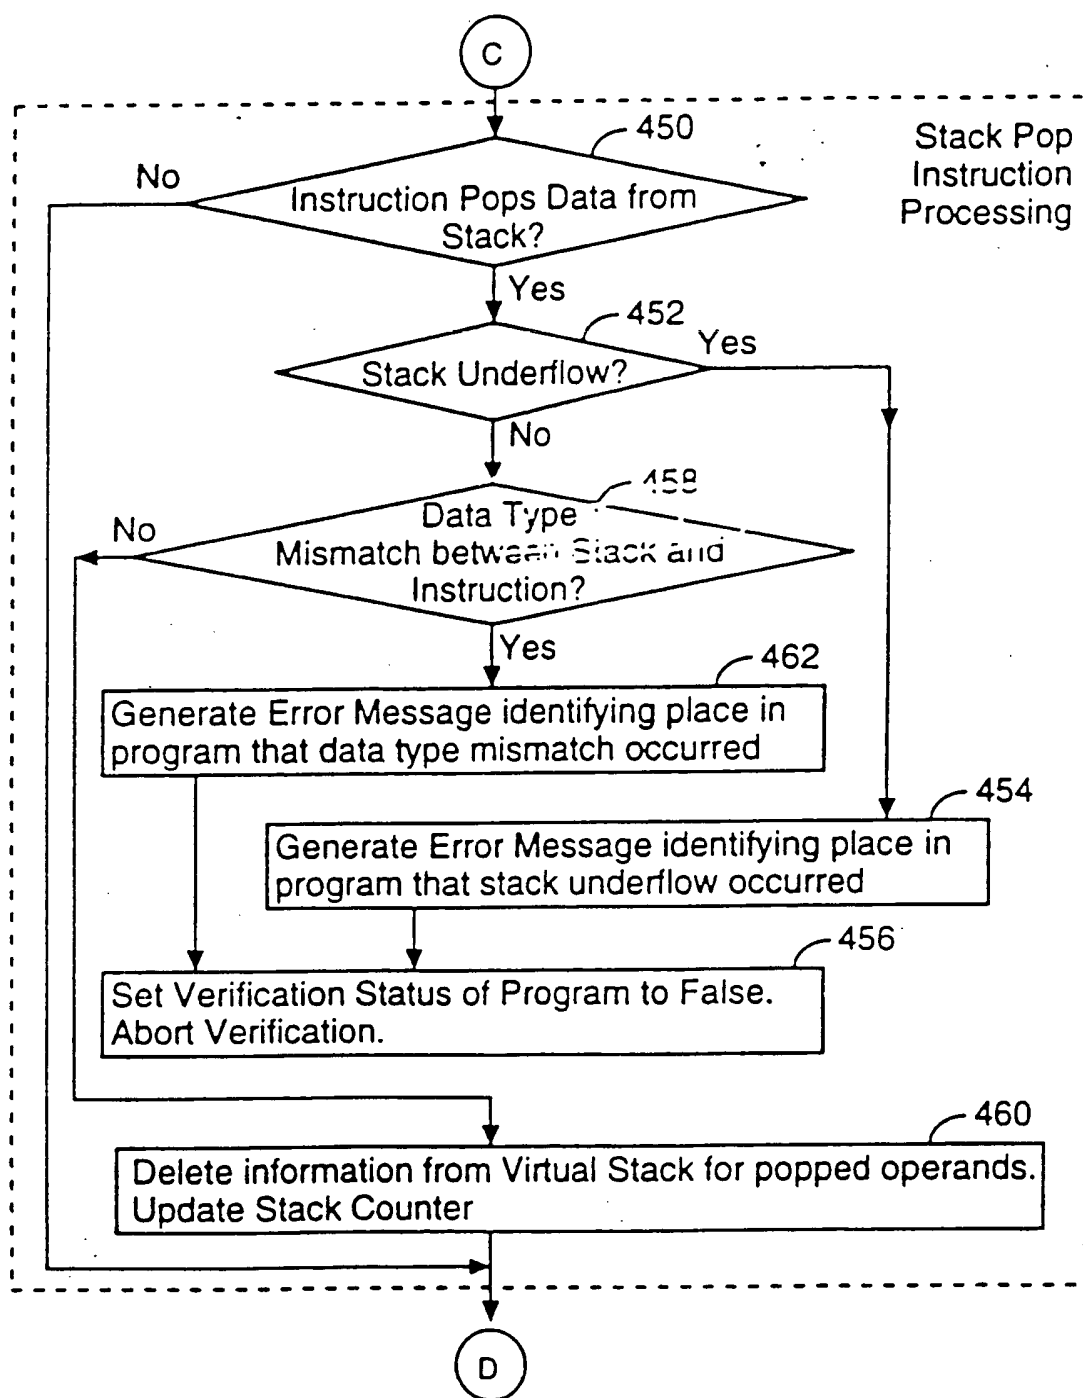 C
450
Stack Pop
Instruction
Processing
No
Instruction Pops Data from
Stack?
Yes
452
Yes
Stack Underflow?
No
458
No
Data Type
Mismatch between Stack and
Instruction?
Yes
462
Generate Error Message identifying place in
program that data type mismatch occurred
454
Generate Error Message identifying place in
program that stack underflow occurred
456
Set Verification Status of Program to False.
Abort Verification.
460
Delete information from Virtual Stack for popped operands.
Update Stack Counter
D